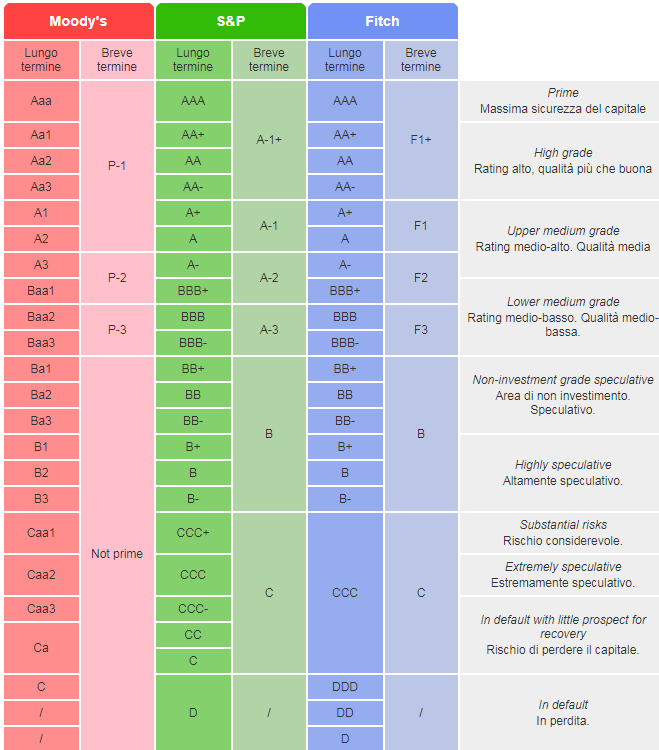 Moody's S&P Fitch
Lungo termine Breve termine Lungo termine Breve termine Lungo termine Breve termine
Aaa P-1 AAA A-1+ AAA F1+ Prime
Massima sicurezza del capitale
Aa1 AA+ AA+ High grade
Rating alto, qualità più che buona
Aa2 AA AA
Aa3 AA- AA-
A1 A+ A-1 A+ F1 Upper medium grade
Rating medio-alto. Qualità media
A2 A A
A3 P-2 A- A-2 A- F2
Baa1 BBB+ BBB+ Lower medium grade
Rating medio-basso. Qualità medio-
bassa.
Baa2 P-3 BBB A-3 BBB F3
Baa3 BBB- BBB-
Ba1 Not prime BB+ B BB+ B Non-investment grade speculative
Area di non investimento.
Speculativo.
Ba2 BB BB
Ba3 BB- BB-
B1 B+ B+ Highly speculative
Altamente speculativo.
B2 B B
B3 B- B-
Caa1 CCC+ C CCC C Substantial risks
Rischio considerevole.
Caa2 CCC Extremely speculative
Estremamente speculativo.
Caa3 CCC- In default with little prospect for
recovery
Rischio di perdere il capitale.
Ca CC
C
C D / DDD / In default
In perdita.
/ DD
/ D